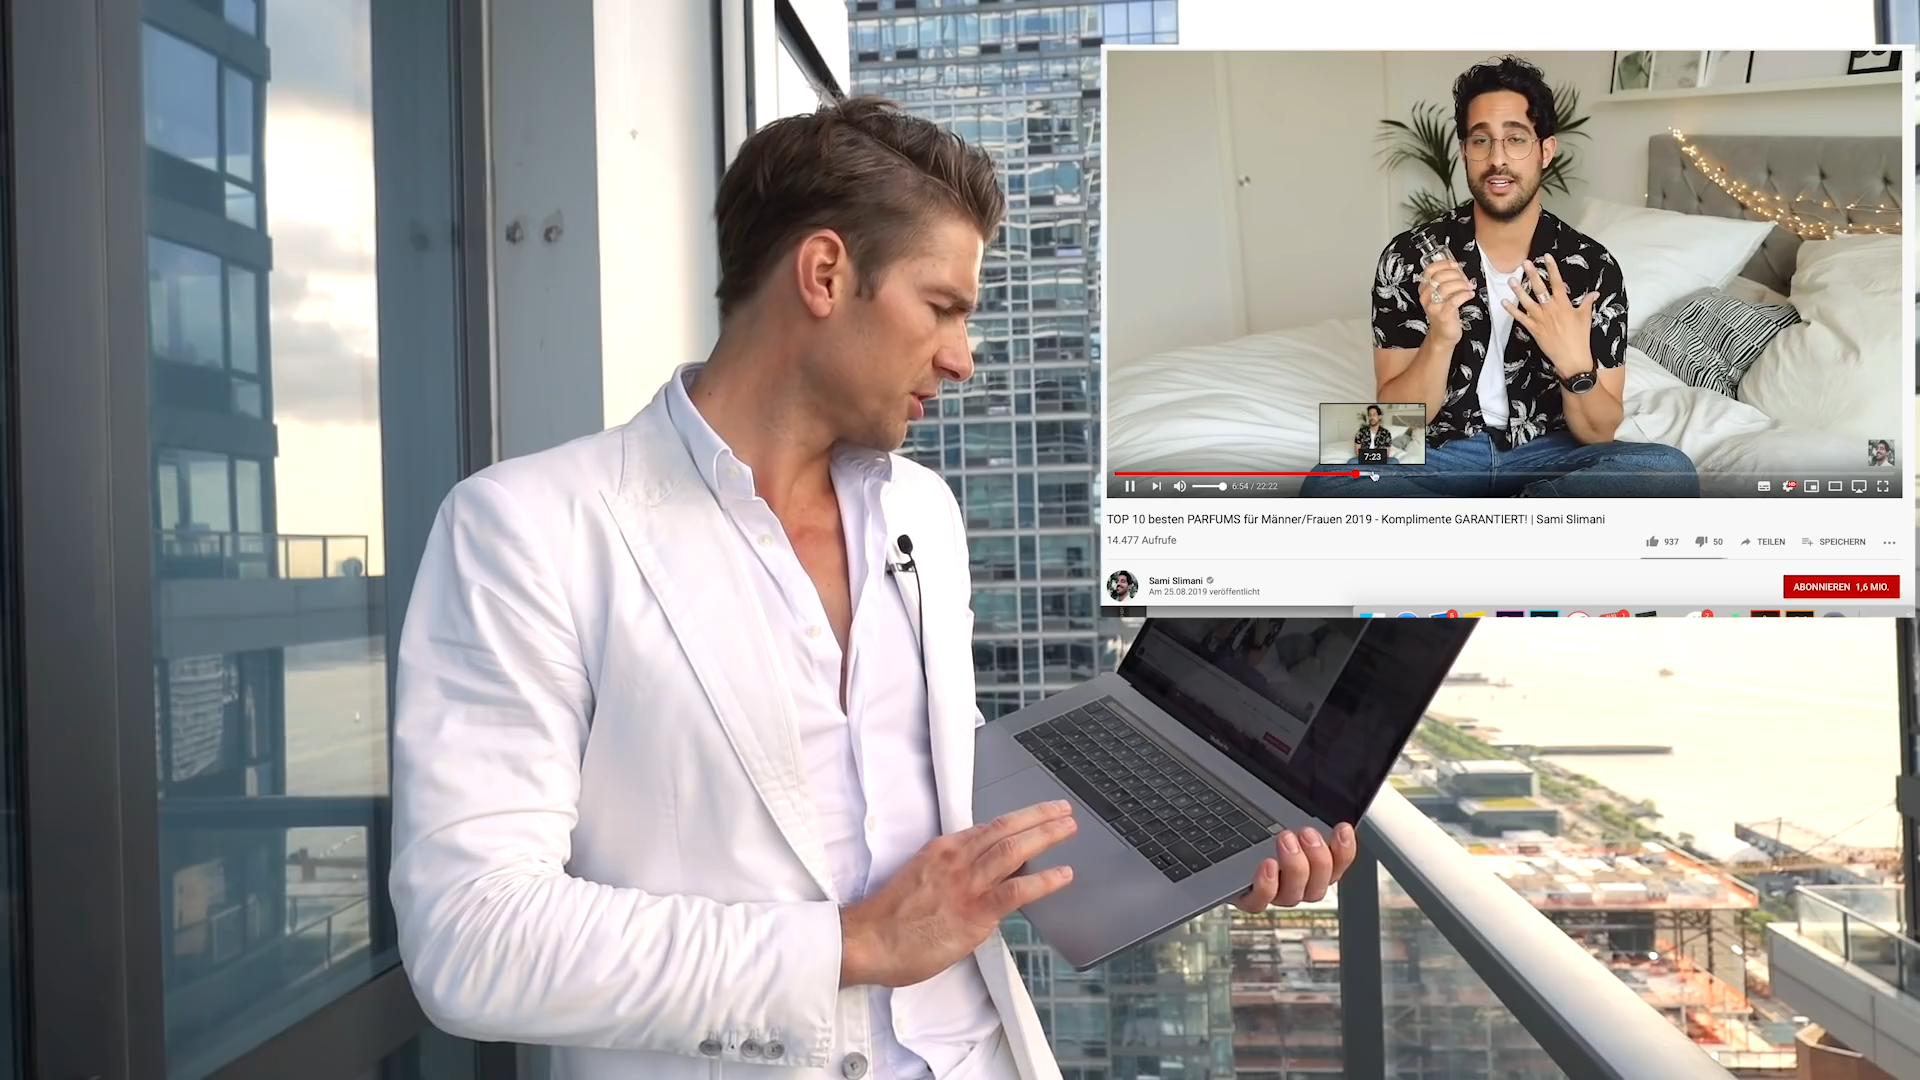 7:23
6:54 / 22:22
HD
TOP 10 besten PARFUMS für Männer/Frauen 2019 - Komplimente GARANTIERT! | Sami Slimani
14.477 Aufrufe
937
50
TEILEN
SPEICHERN
Sami Slimani
Am 25.08.2019 veröffentlicht
ABONNIEREN 1,6 MIO.